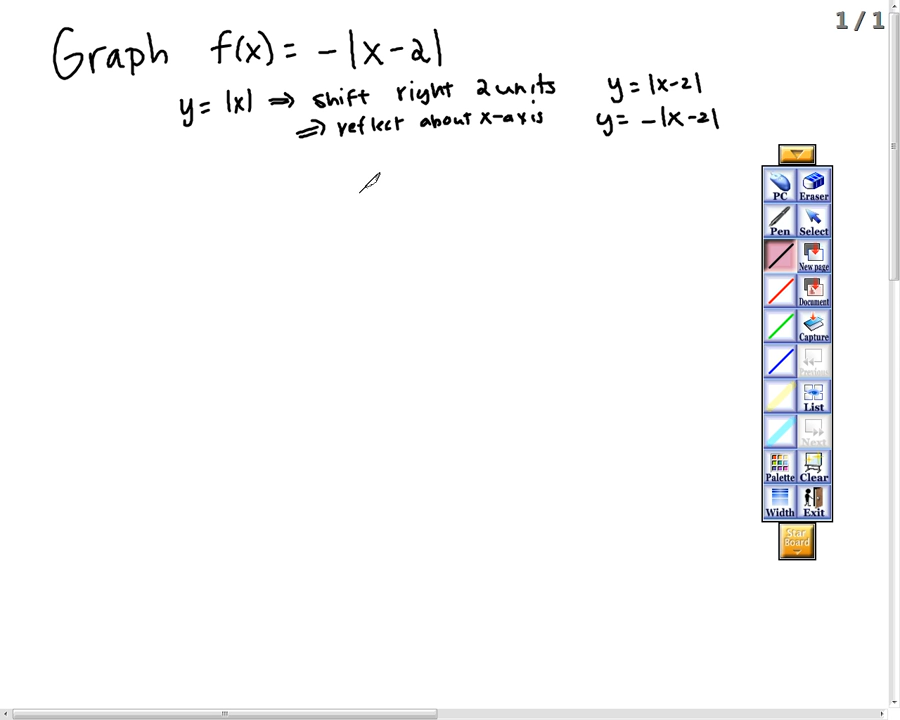 1 / 1
Graph f(x) = -|x-2|
y = |x| ⇒ shift right 2 units y = |x-2|
⇒ reflect about x-axis y = -|x-2|
PC Eraser
Pen Select
New page
Document
Capture
Previous
List
Next
Palette Clear
Width Exit
Star
Board